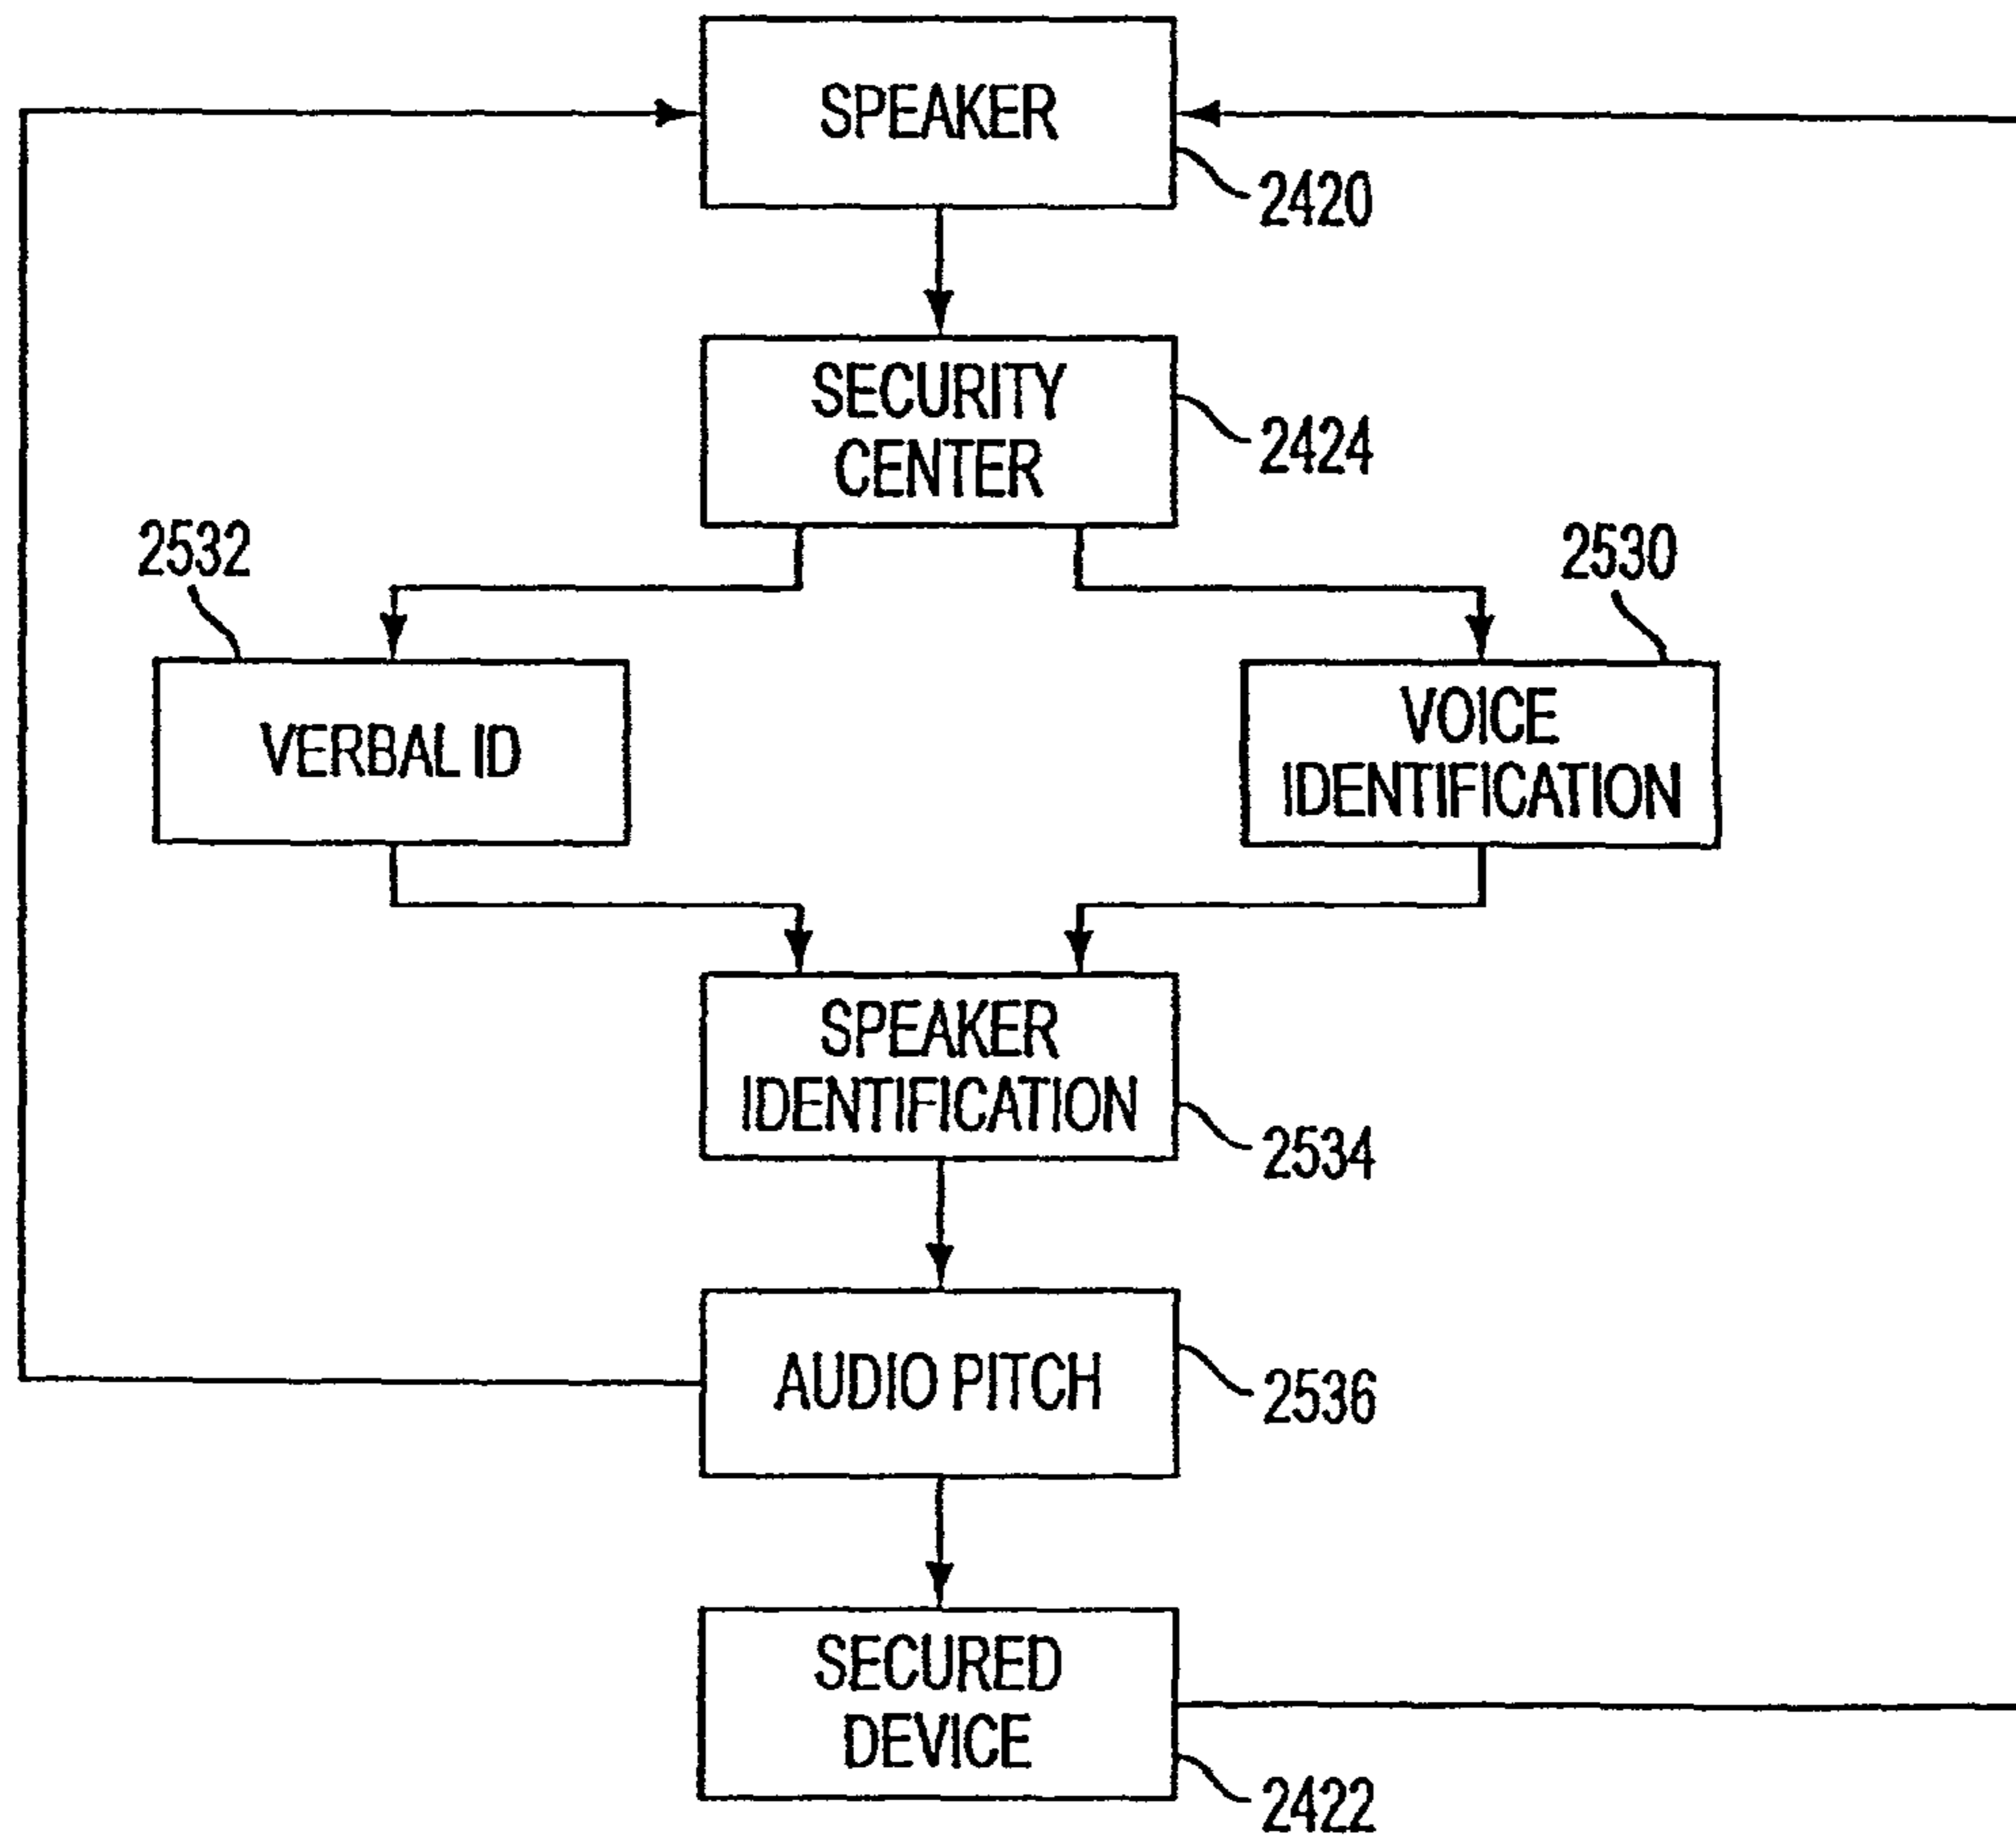 SPEAKER
2420
SECURITY
CENTER
2424
2532
2530
VERBAL ID
VOICE
IDENTIFICATION
SPEAKER
IDENTIFICATION
2534
AUDIO PITCH
2536
SECURED
DEVICE
2422